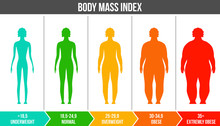 BODY MASS INDEX
< 18.5
UNDERWEIGHT
18.5-24.9
NORMAL
25-29.9
OVERWEIGHT
30-34.9
OBESE
35+
EXTREMELY OBESE